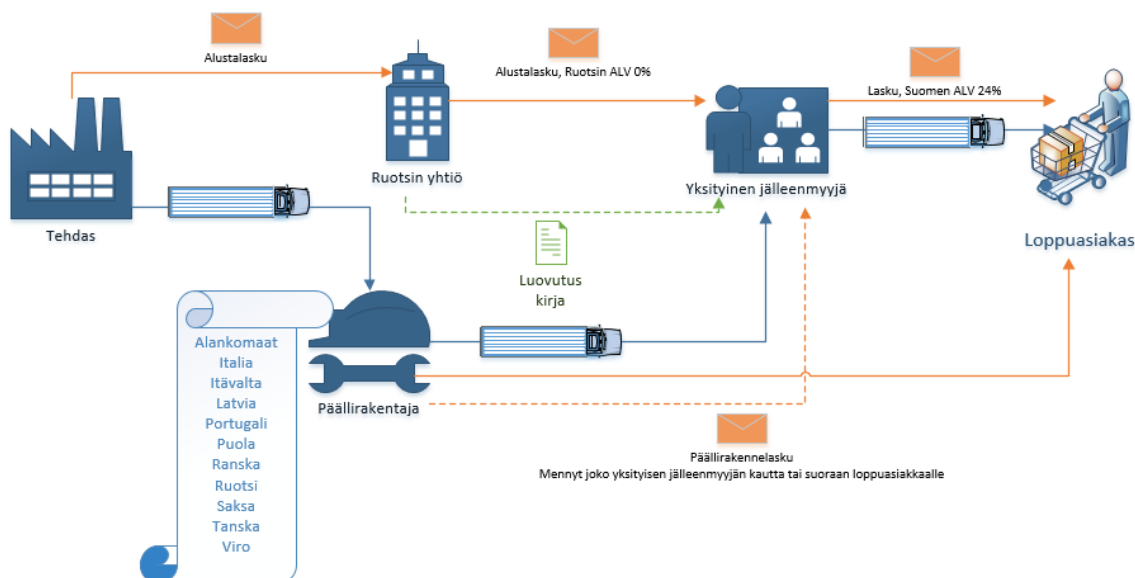 Alustalasku
Alustalasku, Ruotsin ALV 0%
Lasku, Suomen ALV 24%
Tehdas
Ruotsin yhtiö
Yksityinen jälleenmyyjä
Loppuasiakas
Luovutus
kirja
Alankomaat
Italia
Itävalta
Latvia
Portugali
Puola
Ranska
Ruotsi
Saksa
Tanska
Viro
Päällirakentaja
Päällirakennelasku
Mennyt joko yksityisen jälleenmyyjän kautta tai suoraan loppuasiakkaalle